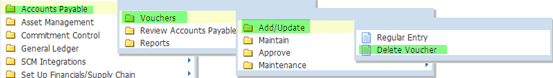 Accounts Payable
Asset Management
Commitment Control
General Ledger
SCM Integrations
Set Up Financials/Supply Chain
Vouchers
Review Accounts Payable
Reports
Add/Update
Maintain
Approve
Maintenance
Regular Entry
Delete Voucher